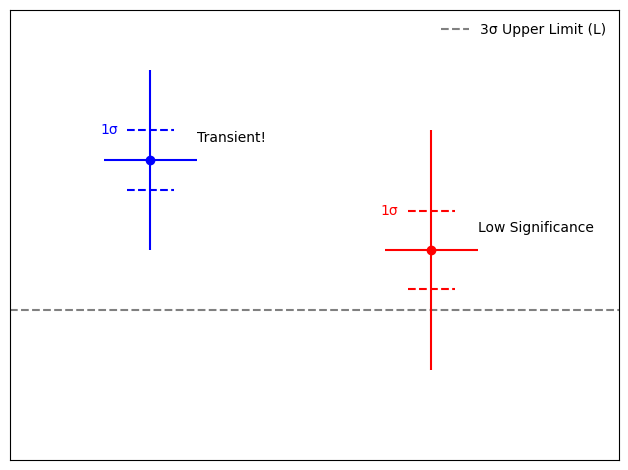 3σ Upper Limit (L)
1σ
Transient!
1σ
Low Significance